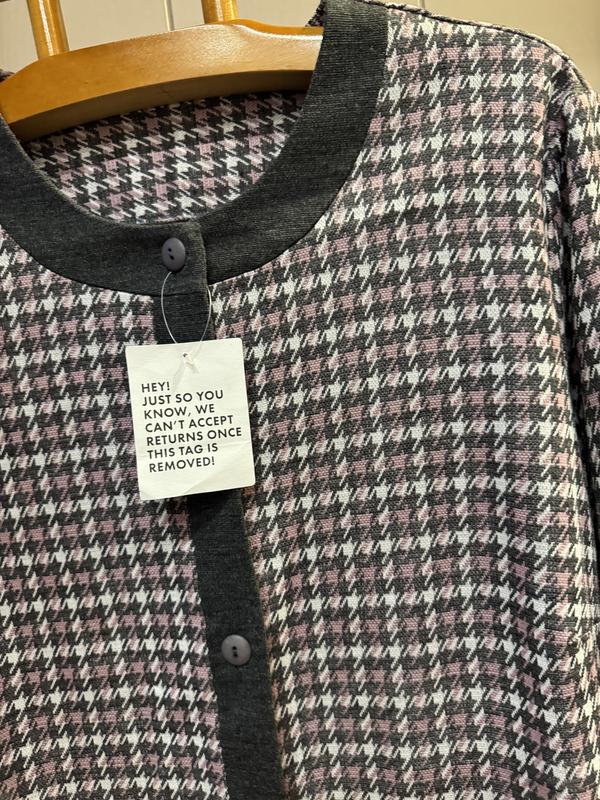 HEY!
JUST SO YOU
KNOW, WE
CAN'T ACCEPT
RETURNS ONCE
THIS TAG IS
REMOVED!